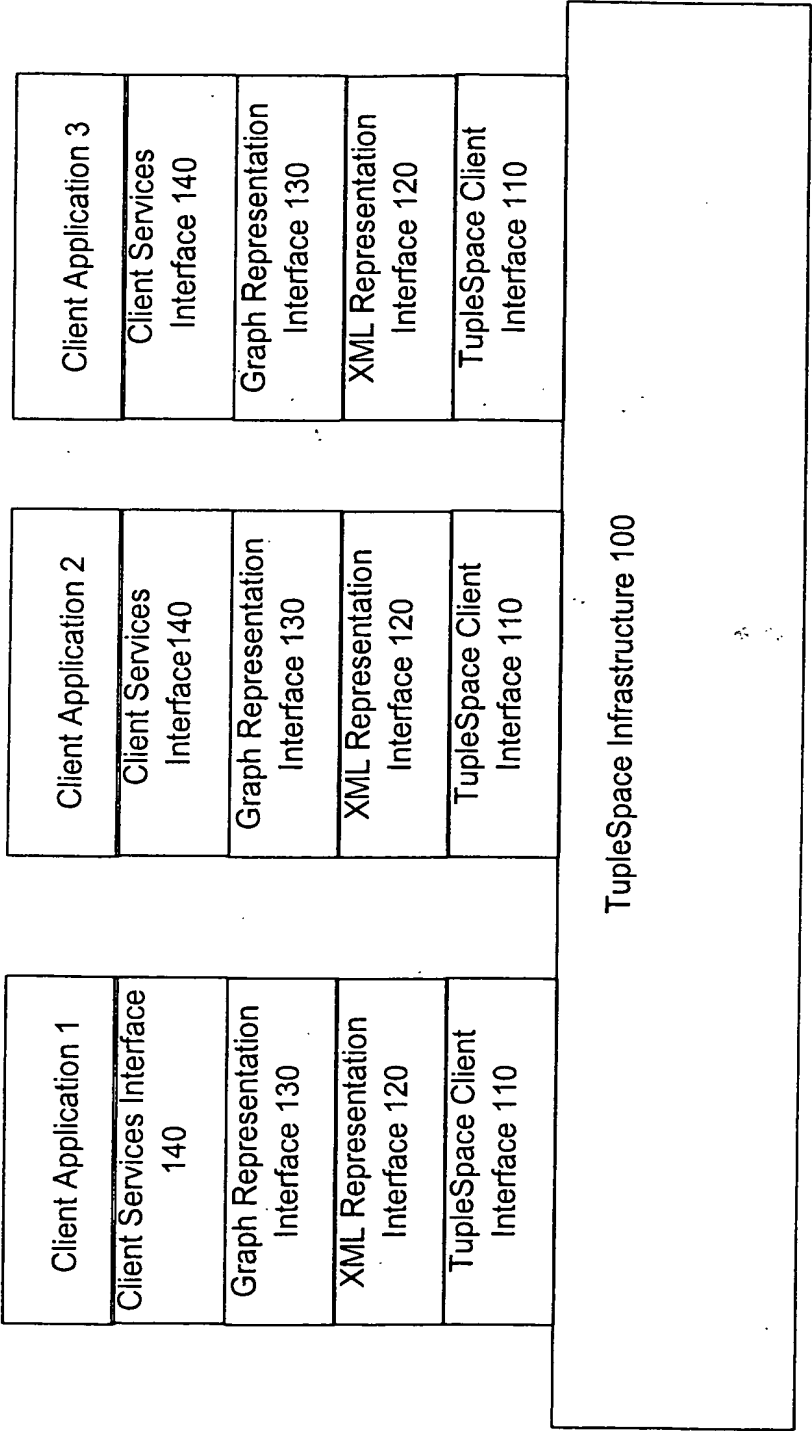 Client Application 1
Client Services Interface
140
Graph Representation
Interface 130
XML Representation
Interface 120
TupleSpace Client
Interface 110
Client Application 2
Client Services
Interface140
Graph Representation
Interface 130
XML Representation
Interface 120
TupleSpace Client
Interface 110
Client Application 3
Client Services
Interface 140
Graph Representation
Interface 130
XML Representation
Interface 120
TupleSpace Client
Interface 110
TupleSpace Infrastructure 100